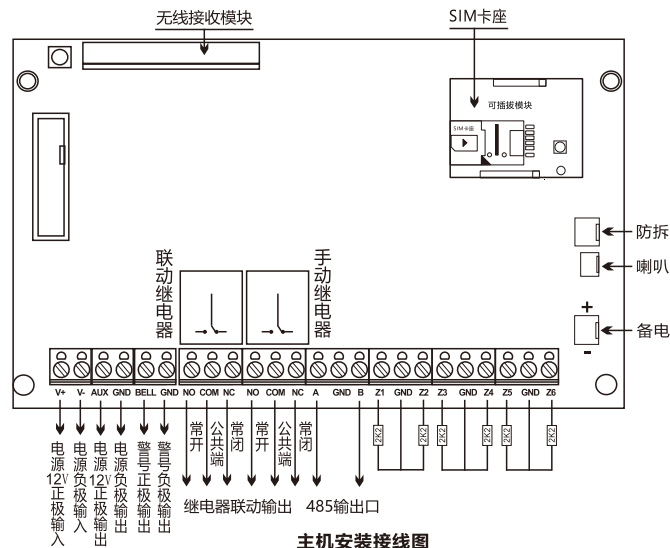 无线接收模块
SIM卡座
可插拔模块
SIM卡座
防拆
喇叭
联动继电器
手动继电器
+
备电
-
V+ V- AUX GND BELL GND NO COM NC NO COM NC A GND B Z1 GND Z2 Z3 GND Z4 Z5 GND Z6
2K2 2K2 2K2 2K2 2K2 2K2
电源12V正极输入
电源负极输入
电源12V正极输出
电源负极输出
警号正极输出
警号负极输出
常开
公共端
常闭
常开
公共端
常闭
继电器联动输出 485输出口
主机安装接线图